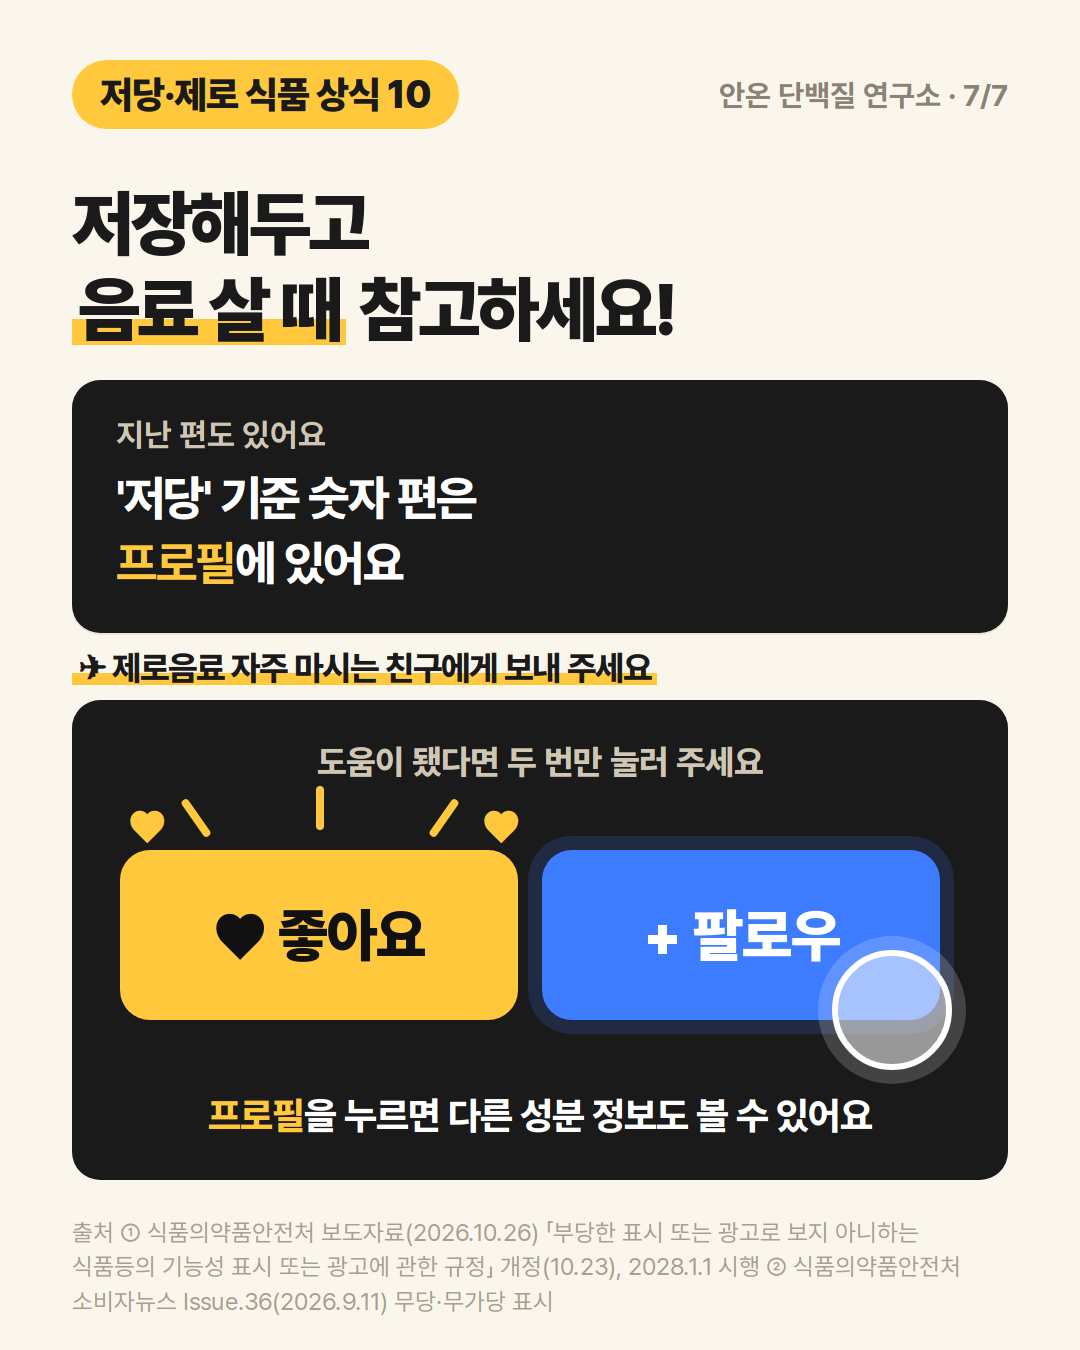 저당·제로 식품 상식 10
안온 단백질 연구소 · 7/7
저장해두고
음료 살 때 참고하세요!
지난 편도 있어요
'저당' 기준 숫자 편은
프로필에 있어요
✈ 제로음료 자주 마시는 친구에게 보내 주세요
도움이 됐다면 두 번만 눌러 주세요
♥ 좋아요
+ 팔로우
프로필을 누르면 다른 성분 정보도 볼 수 있어요
출처 ① 식품의약품안전처 보도자료(2026.10.26) 「부당한 표시 또는 광고로 보지 아니하는
식품등의 기능성 표시 또는 광고에 관한 규정」 개정(10.23), 2028.1.1 시행 ② 식품의약품안전처
소비자뉴스 Issue.36(2026.9.11) 무당·무가당 표시